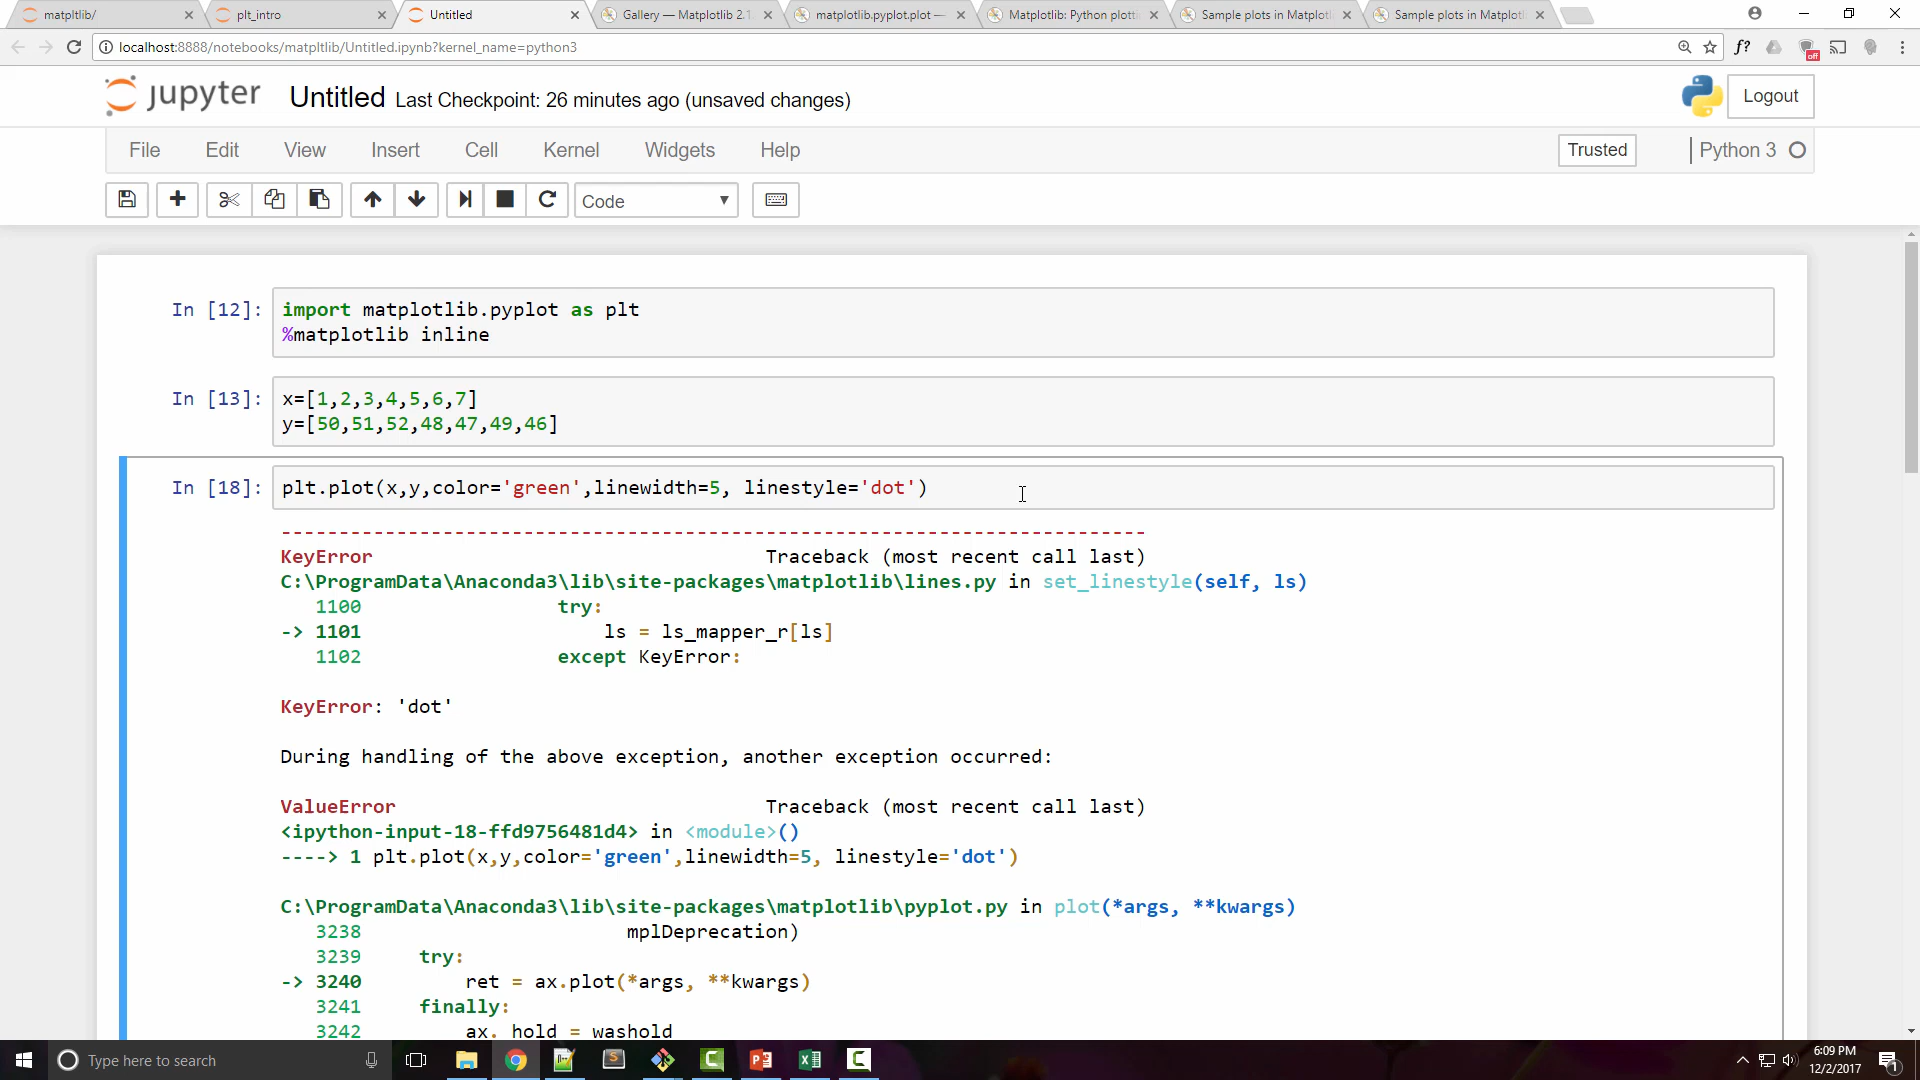 matpltlib/
plt_intro
Untitled
Gallery — Matplotlib 2.1.
matplotlib.pyplot.plot —
Matplotlib: Python plotti
Sample plots in Matplotl
Sample plots in Matplotl
localhost:8888/notebooks/matpltlib/Untitled.ipynb?kernel_name=python3
f?
off
jupyter
Untitled
Last Checkpoint: 26 minutes ago (unsaved changes)
Logout
File
Edit
View
Insert
Cell
Kernel
Widgets
Help
Trusted
Python 3
Code
In [12]:
import matplotlib.pyplot as plt
%matplotlib inline
In [13]:
x=[1,2,3,4,5,6,7]
y=[50,51,52,48,47,49,46]
In [18]:
plt.plot(x,y,color='green',linewidth=5, linestyle='dot')
---------------------------------------------------------------------------
KeyError                                  Traceback (most recent call last)
C:\ProgramData\Anaconda3\lib\site-packages\matplotlib\lines.py in set_linestyle(self, ls)
   1100                 try:
-> 1101                     ls = ls_mapper_r[ls]
   1102                 except KeyError:
KeyError: 'dot'
During handling of the above exception, another exception occurred:
ValueError                                Traceback (most recent call last)
<ipython-input-18-ffd9756481d4> in <module>()
----> 1 plt.plot(x,y,color='green',linewidth=5, linestyle='dot')
C:\ProgramData\Anaconda3\lib\site-packages\matplotlib\pyplot.py in plot(*args, **kwargs)
   3238                       mplDeprecation)
   3239     try:
-> 3240         ret = ax.plot(*args, **kwargs)
   3241     finally:
   3242         ax._hold = washold
Type here to search
6:09 PM
12/2/2017
1